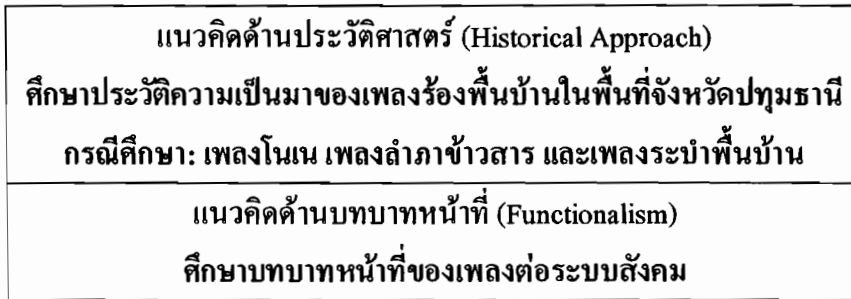 แนวคิดด้านประวัติศาสตร์ (Historical Approach)
ศึกษาประวัติความเป็นมาของเพลงร้องพื้นบ้านในพื้นที่จังหวัดปทุมธานี
กรณีศึกษา: เพลงโนเน เพลงลำภาข้าวสาร และเพลงระบำพื้นบ้าน
แนวคิดด้านบทบาทหน้าที่ (Functionalism)
ศึกษาบทบาทหน้าที่ของเพลงต่อระบบสังคม